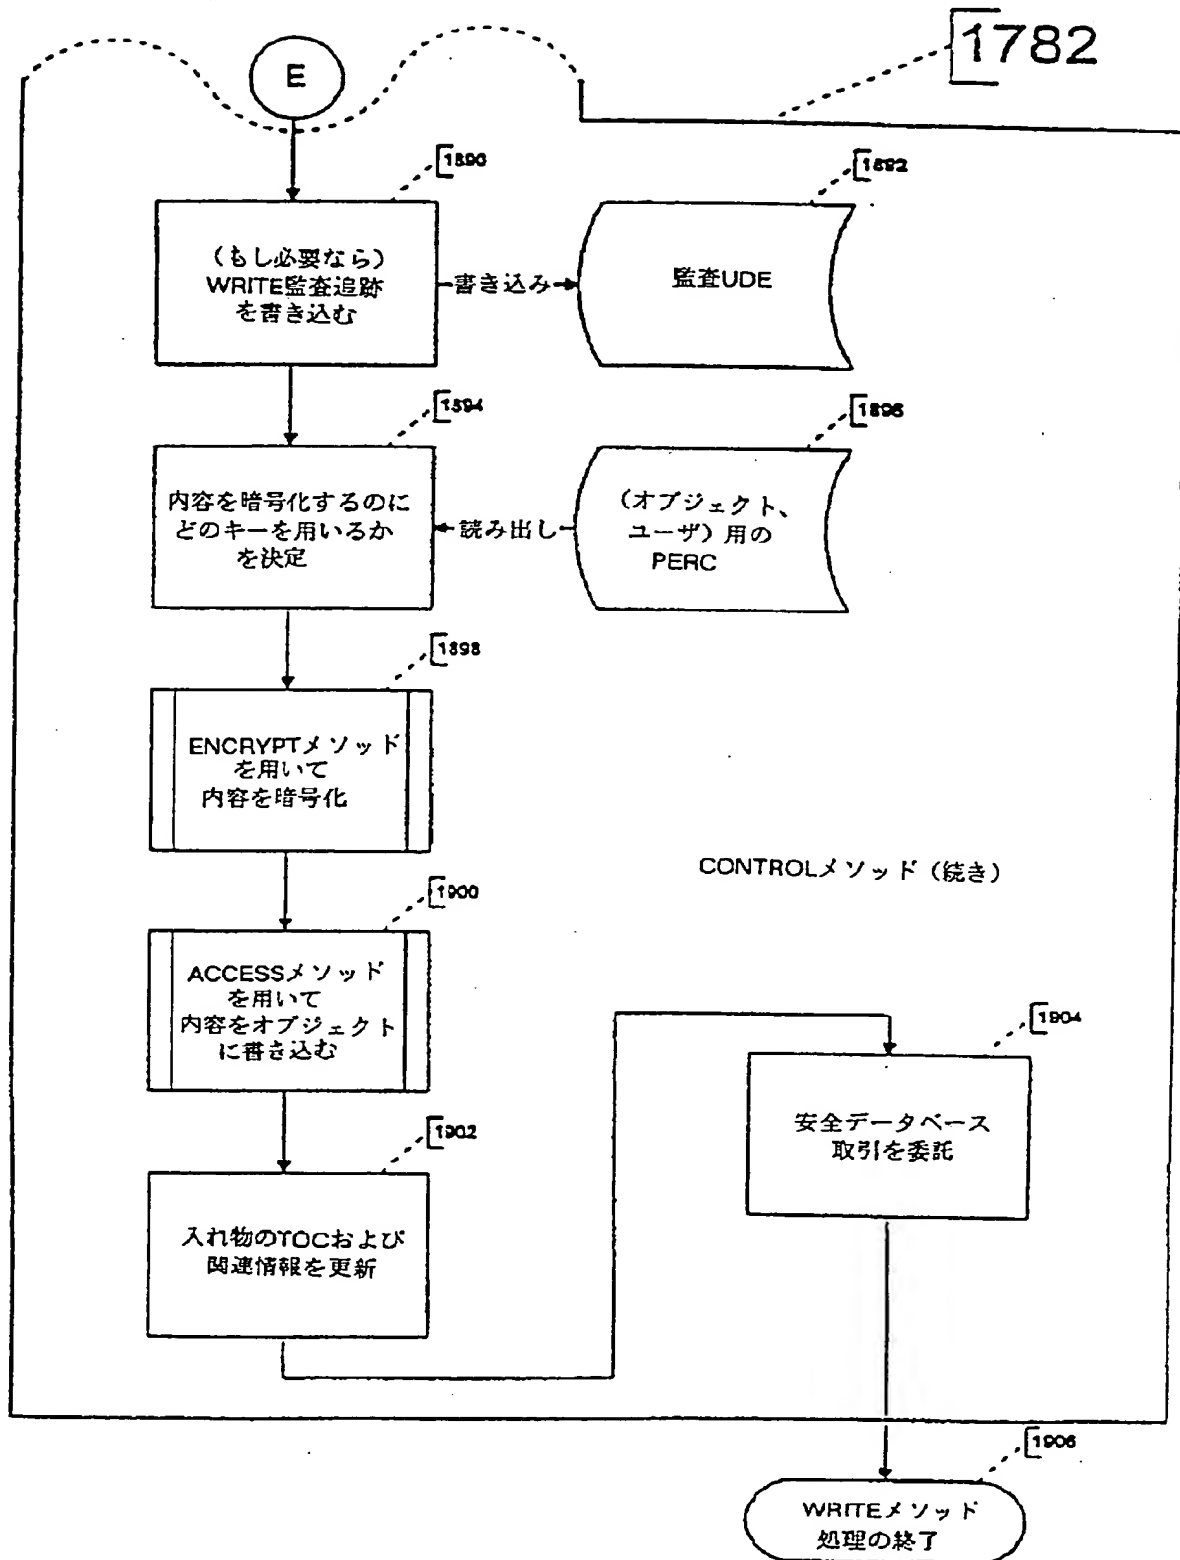 1782
E
1890
(もし必要なら)
WRITE監査追跡
を書き込む
書き込み
1892
監査UDE
1894
内容を暗号化するのに
どのキーを用いるか
を決定
読み出し
1896
(オブジェクト、
ユーザ)用の
PERC
1898
ENCRYPTメソッド
を用いて
内容を暗号化
CONTROLメソッド(続き)
1900
ACCESSメソッド
を用いて
内容をオブジェクト
に書き込む
1902
入れ物のTOCおよび
関連情報を更新
1904
安全データベース
取引を委託
1906
WRITEメソッド
処理の終了